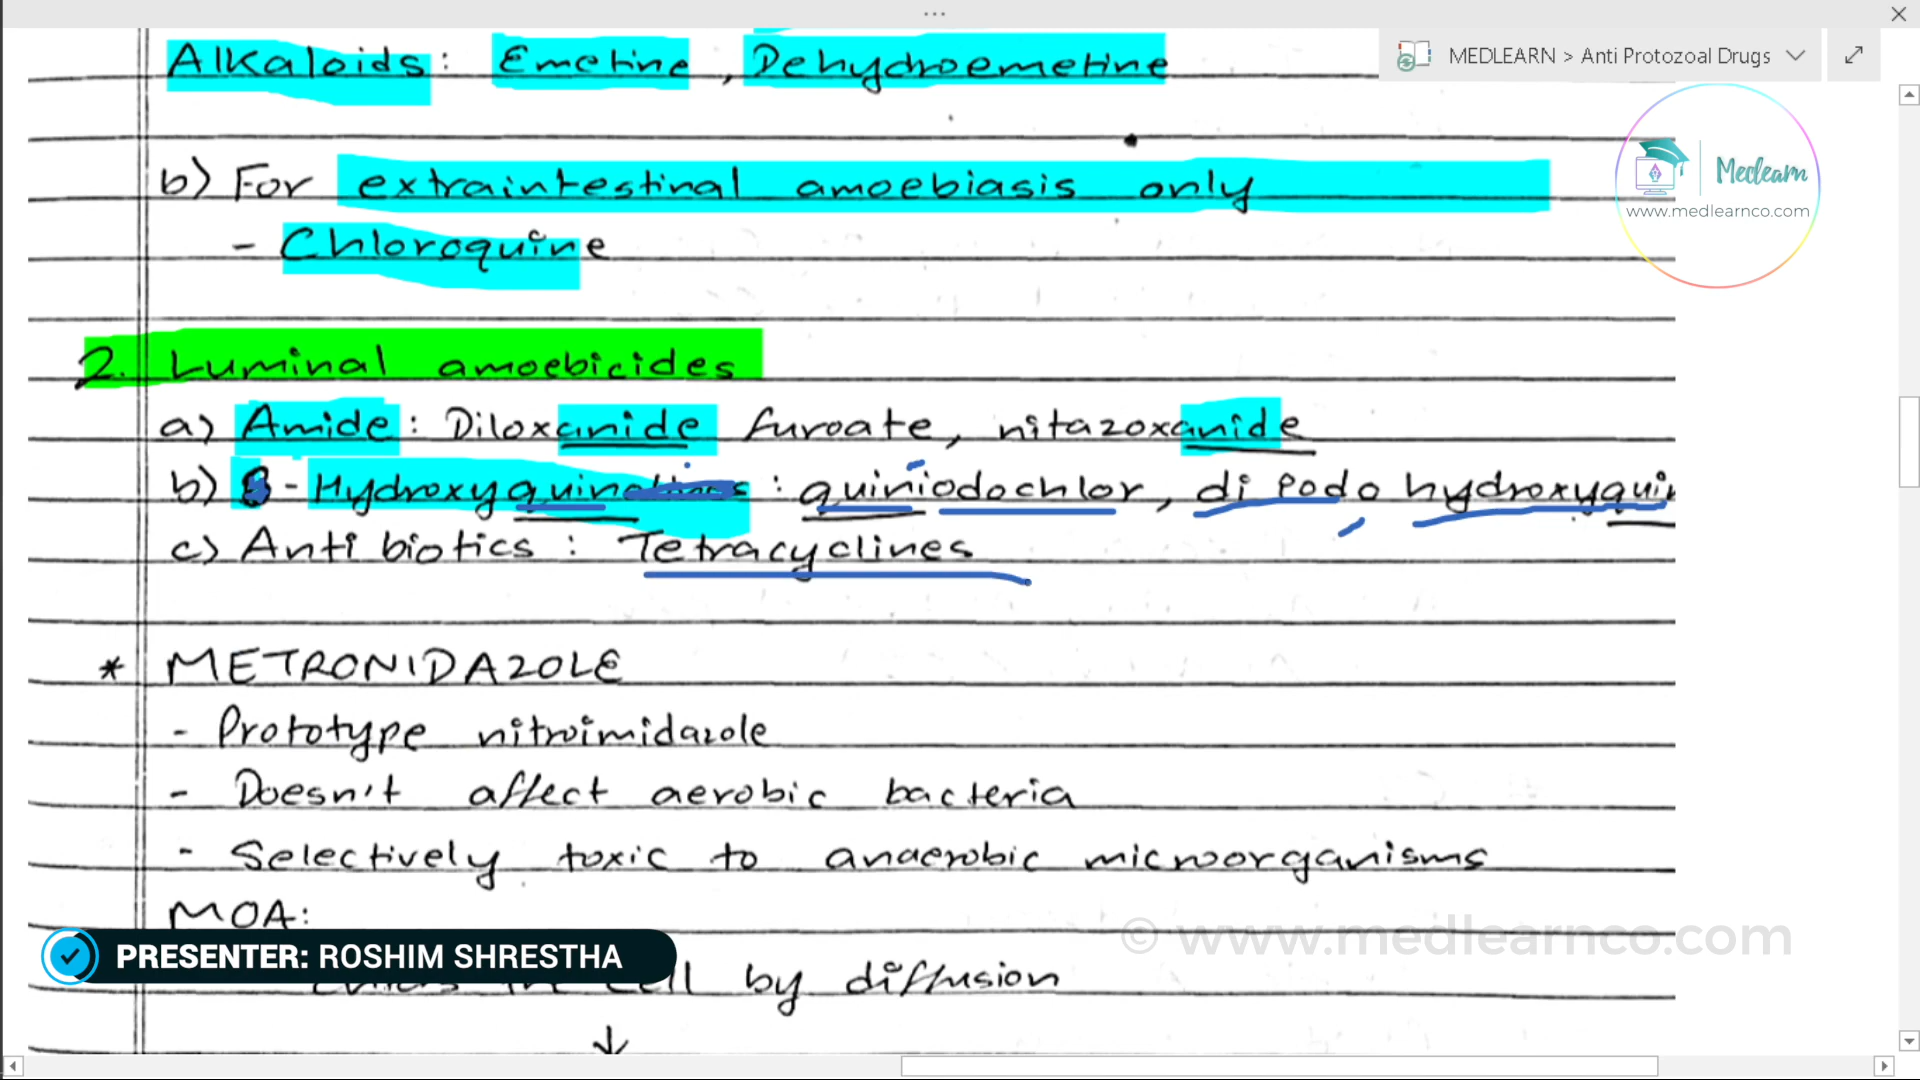 ...
MEDLEARN > Anti Protozoal Drugs
Alkaloids: Emetine, Dehydroemetine
Medlearn
www.medlearnco.com
b) For extraintestinal amoebiasis only
- Chloroquine
2. Luminal amoebicides
a) Amide: Diloxanide furoate, nitazoxanide
b) 8-Hydroxyquinolines: quiniodochlor, di iodo hydroxyquin
c) Antibiotics: Tetracyclines
* METRONIDAZOLE
- Prototype nitroimidazole
- Doesn't affect aerobic bacteria
- Selectively toxic to anaerobic microorganisms
MOA:
© www.medlearnco.com
PRESENTER: ROSHIM SHRESTHA
cell by diffusion